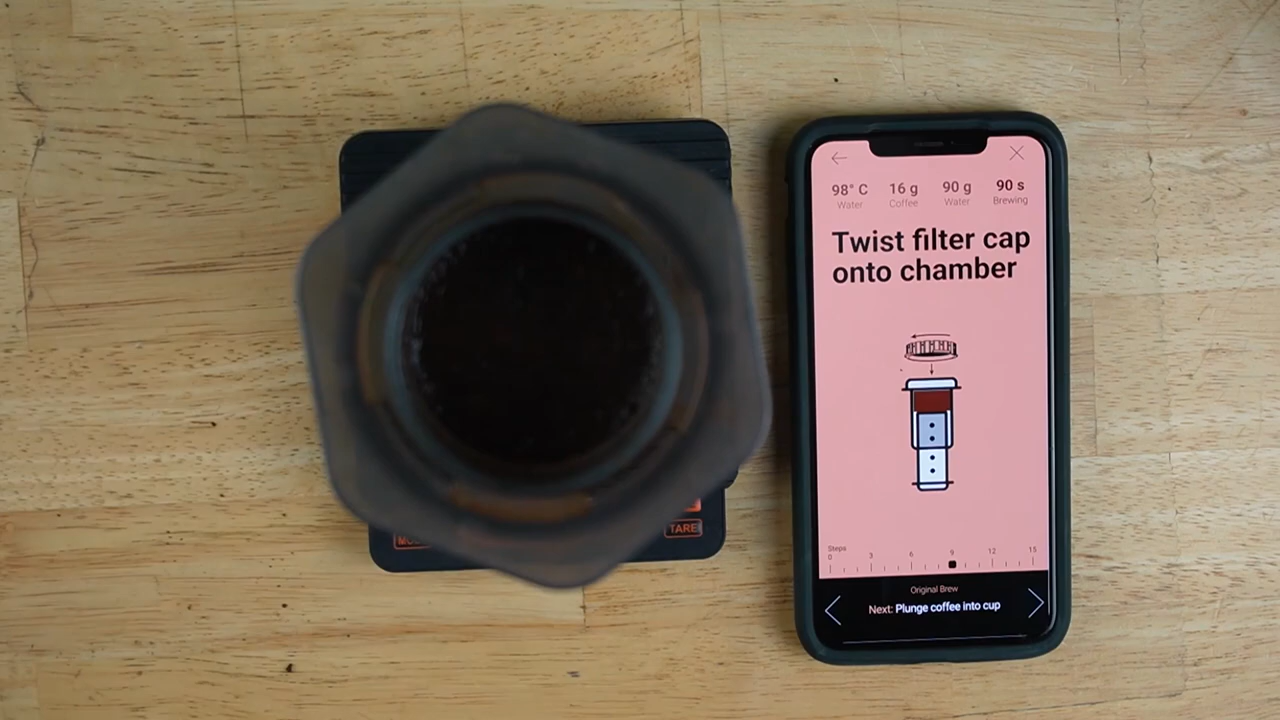 98° C
Water
16 g
Coffee
90 g
Water
90 s
Brewing
Twist filter cap
onto chamber
Steps
0 3 6 9 12 15
Original Brew
Next: Plunge coffee into cup
TARE